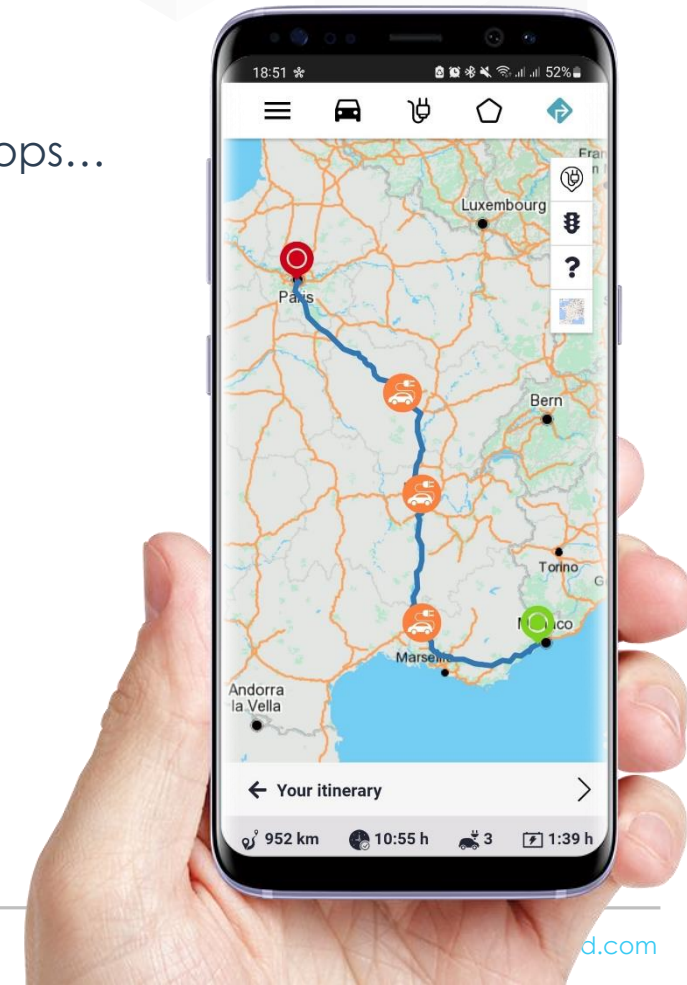 ops...
18:51
52%
Luxembourg
?
Paris
Bern
Torino
Marseille
Andorra
la Vella
Your itinerary
952 km 10:55 h 3 1:39 h
d.com